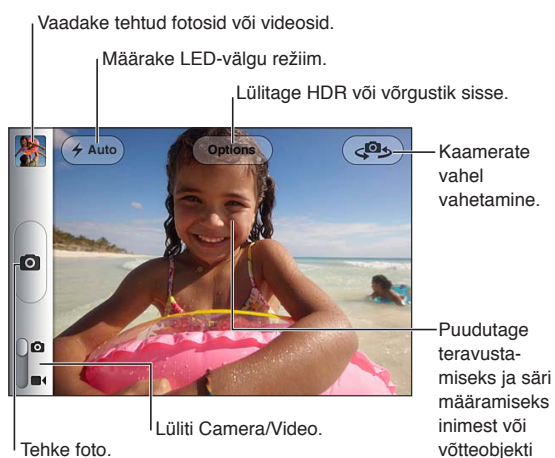 Vaadake tehtud fotosid või videosid.
Määrake LED-välgu režiim.
Lülitage HDR või võrgustik sisse.
Auto
Options
Kaamerate
vahel
vahetamine.
Puudutage
teravusta-
miseks ja säri
määramiseks
inimest või
võtteobjekti
Lüliti Camera/Video.
Tehke foto.